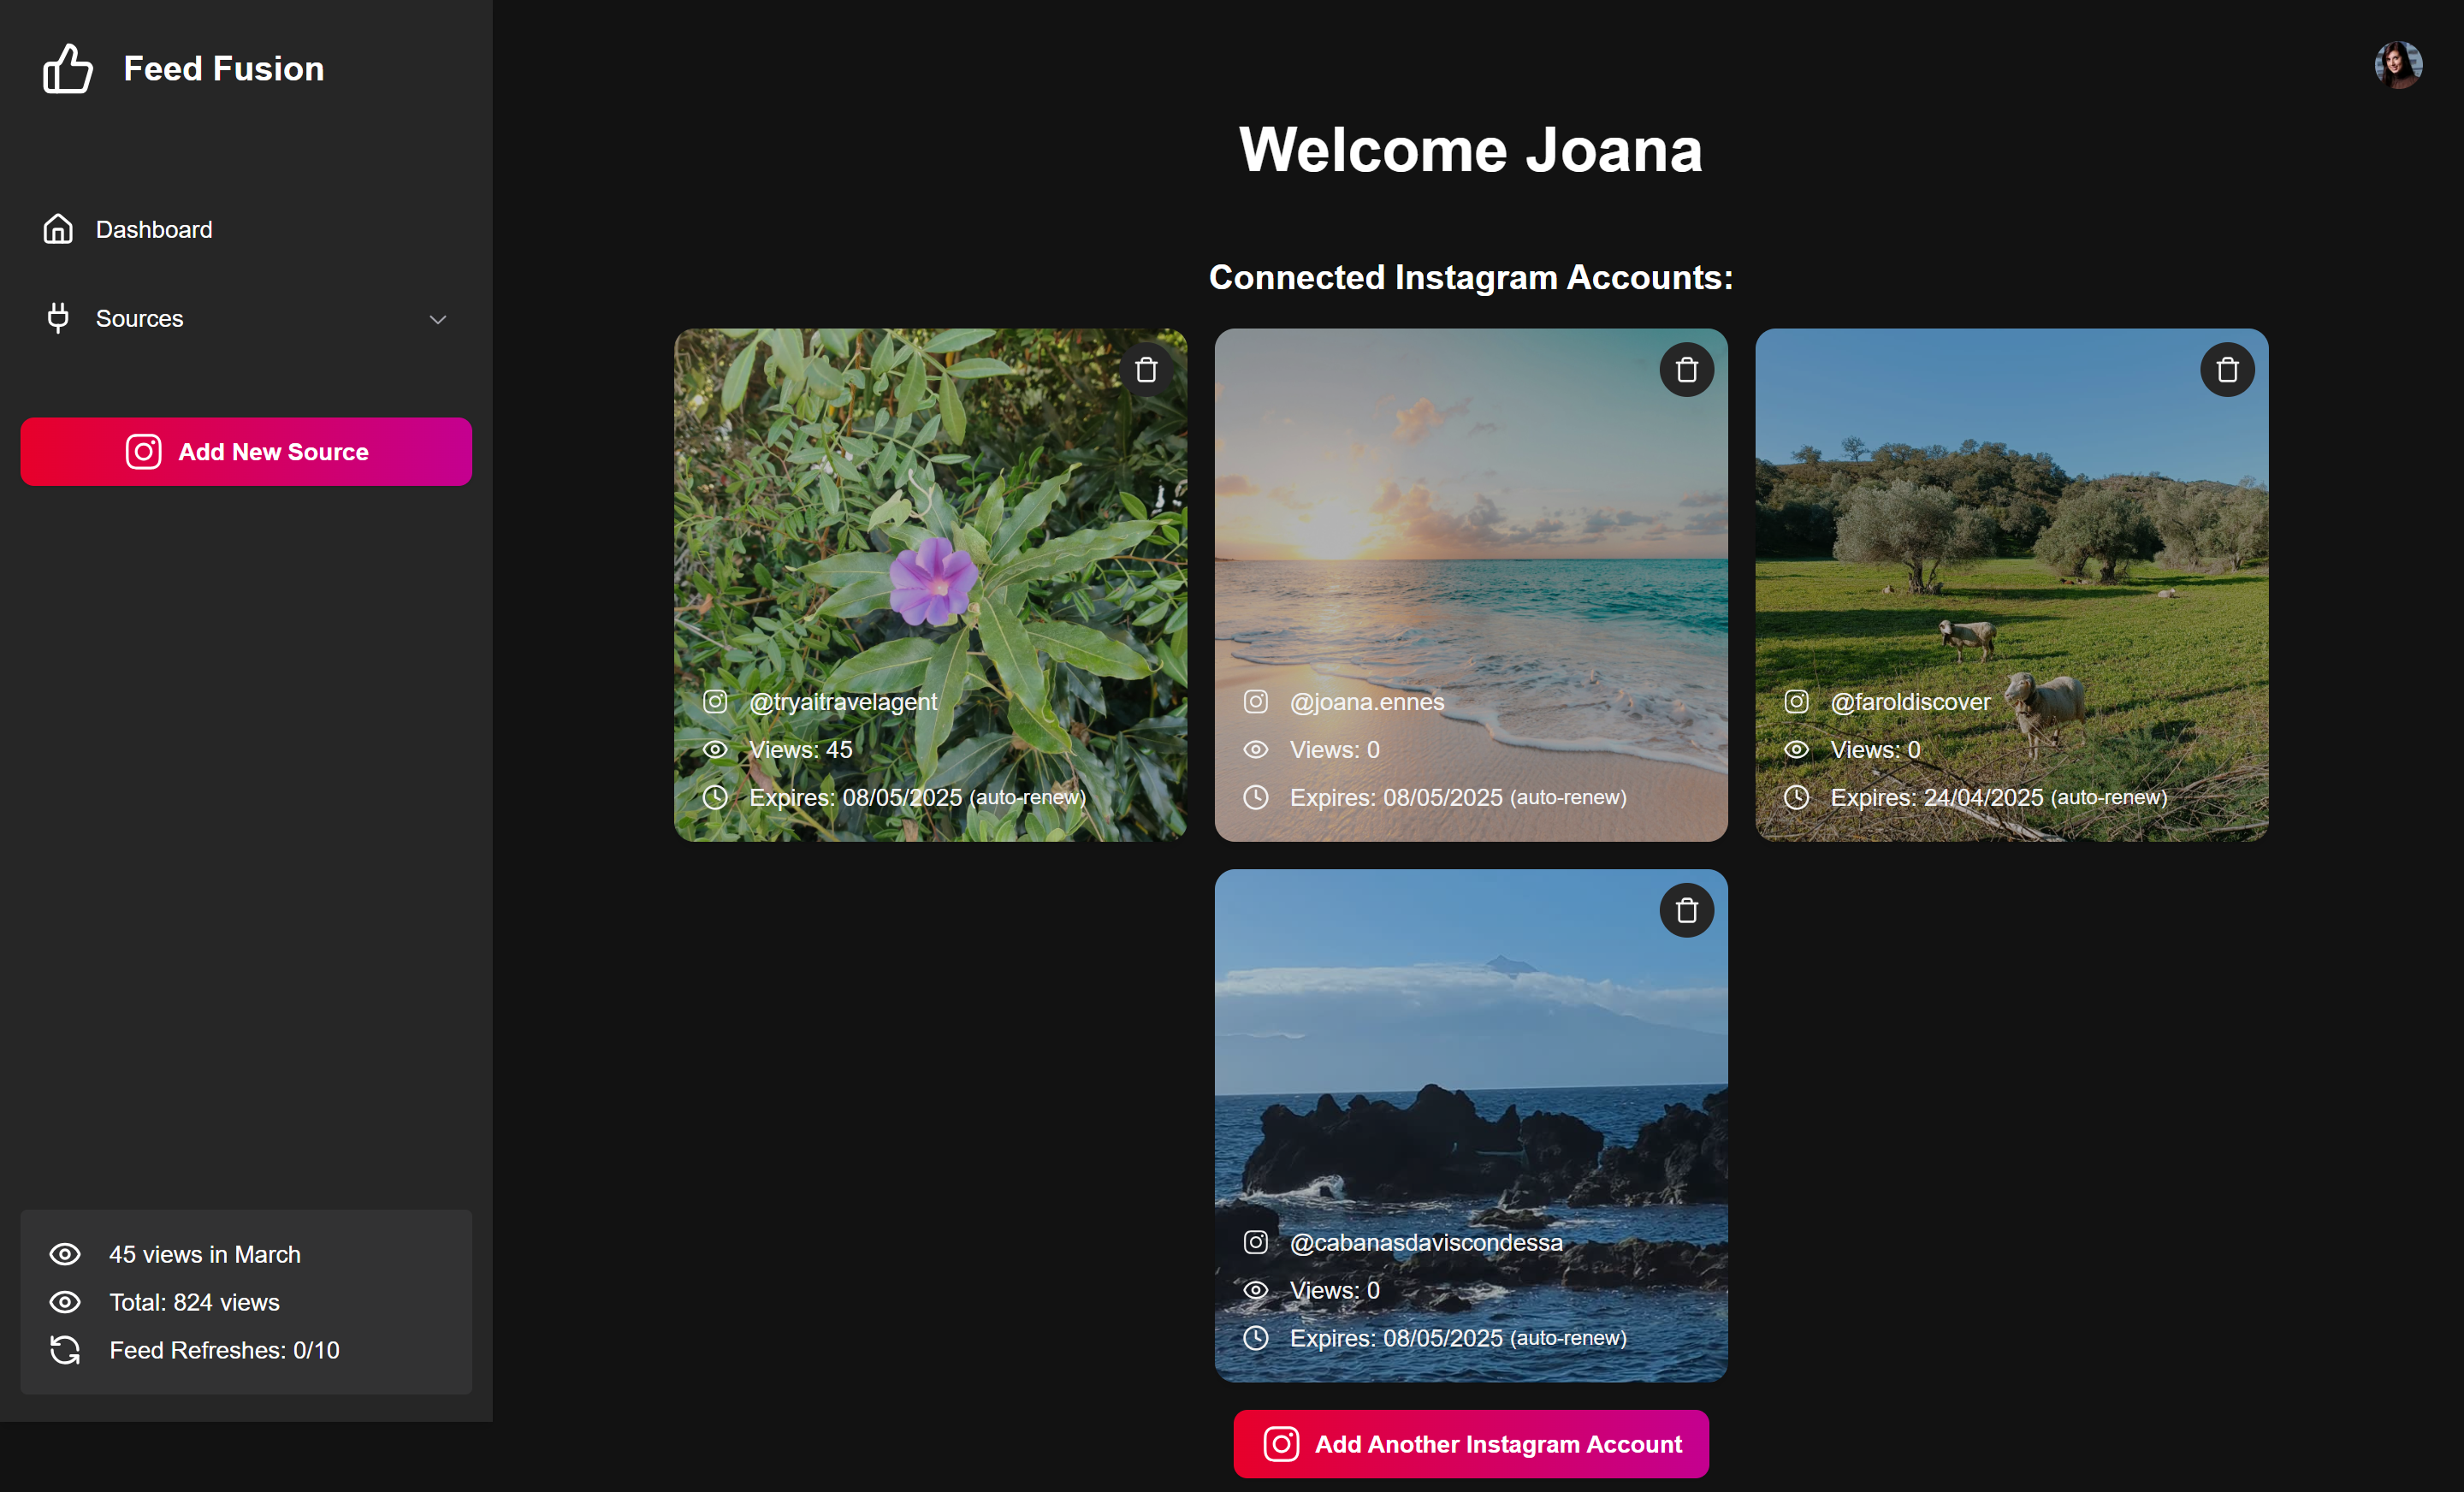 Feed Fusion
Dashboard
Sources
Add New Source
45 views in March
Total: 824 views
Feed Refreshes: 0/10
Welcome Joana
Connected Instagram Accounts:
@tryaitravelagent
Views: 45
Expires: 08/05/2025 (auto-renew)
@joana.ennes
Views: 0
Expires: 08/05/2025 (auto-renew)
@faroldiscover
Views: 0
Expires: 24/04/2025 (auto-renew)
@cabanasdaviscondessa
Views: 0
Expires: 08/05/2025 (auto-renew)
Add Another Instagram Account